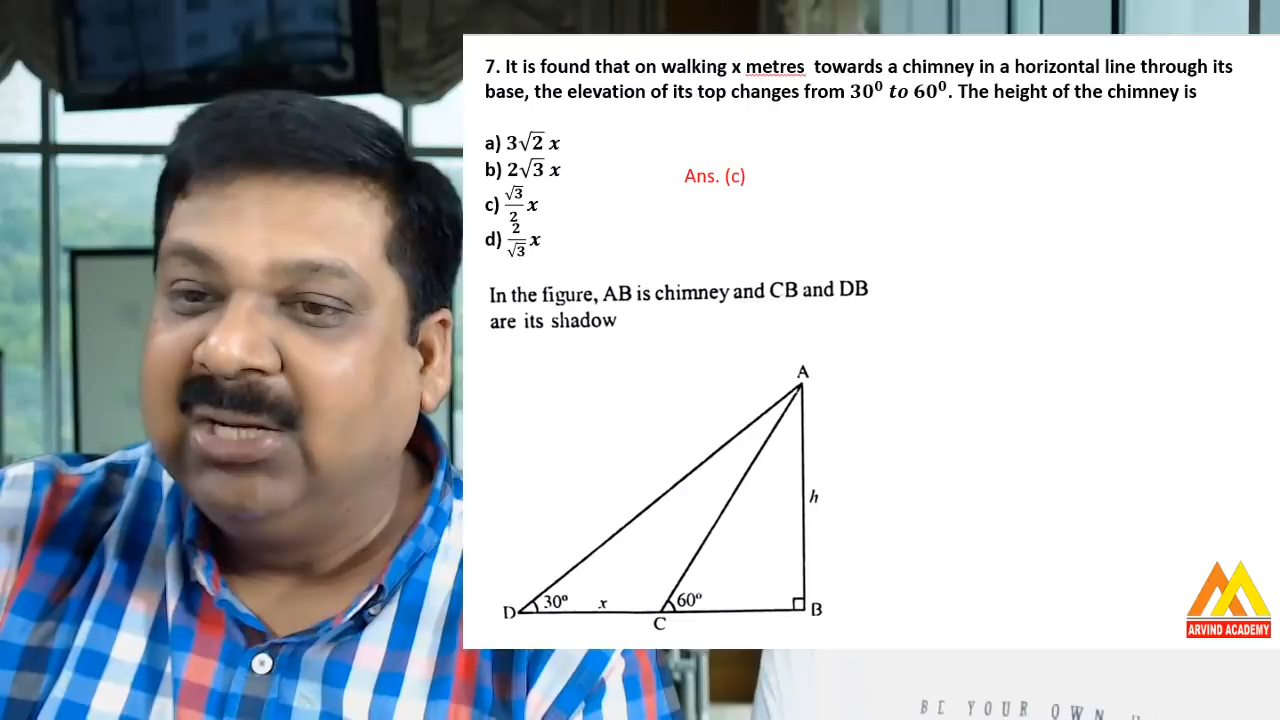 7. It is found that on walking x metres towards a chimney in a horizontal line through its
base, the elevation of its top changes from 30⁰ to 60⁰. The height of the chimney is
a) 3√2 x
b) 2√3 x
c) √3/2 x
d) 2/√3 x
Ans. (c)
In the figure, AB is chimney and CB and DB
are its shadow
A
h
D 30º x 60º B
C
ARVIND ACADEMY
BE YOUR OWN